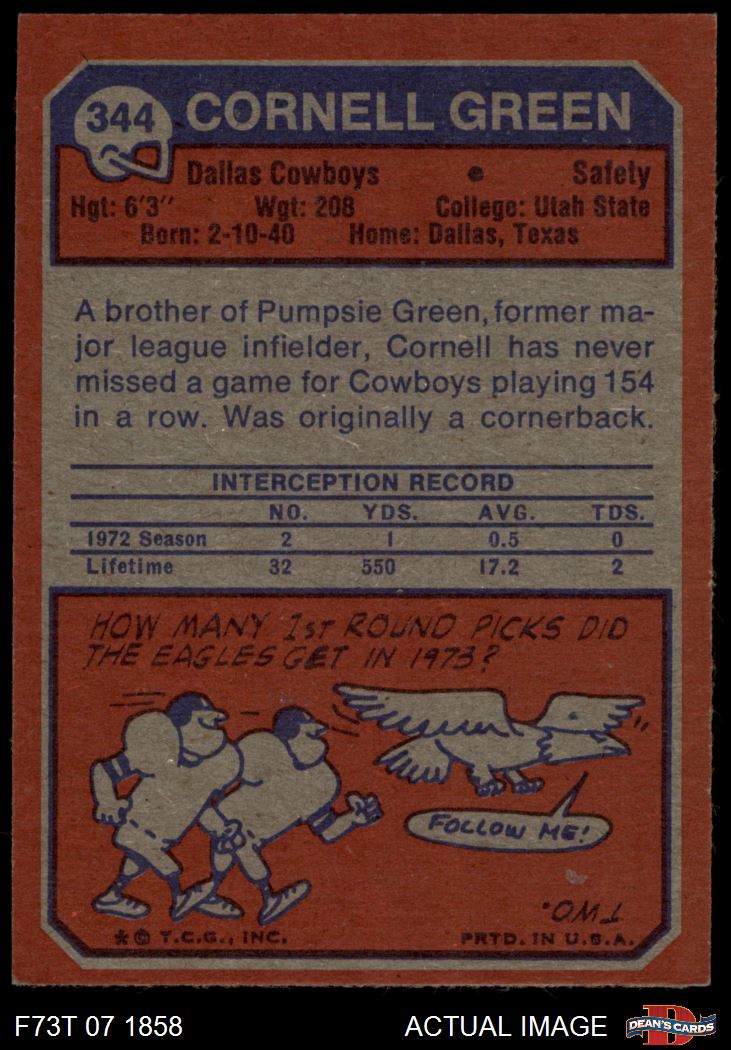 344 CORNELL GREEN
Dallas Cowboys • Safety
Hgt: 6'3" Wgt: 208 College: Utah State
Born: 2-10-40 Home: Dallas, Texas
A brother of Pumpsie Green, former ma-
jor league infielder, Cornell has never
missed a game for Cowboys playing 154
in a row. Was originally a cornerback.
INTERCEPTION RECORD
NO. YDS. AVG. TDS.
1972 Season 2 1 0.5 0
Lifetime 32 550 17.2 2
HOW MANY 1ST ROUND PICKS DID
THE EAGLES GET IN 1973?
FOLLOW ME!
TWO.
* © T.C.G., INC. PRTD. IN U.S.A.
F73T 07 1858 ACTUAL IMAGE D DEAN'S CARDS